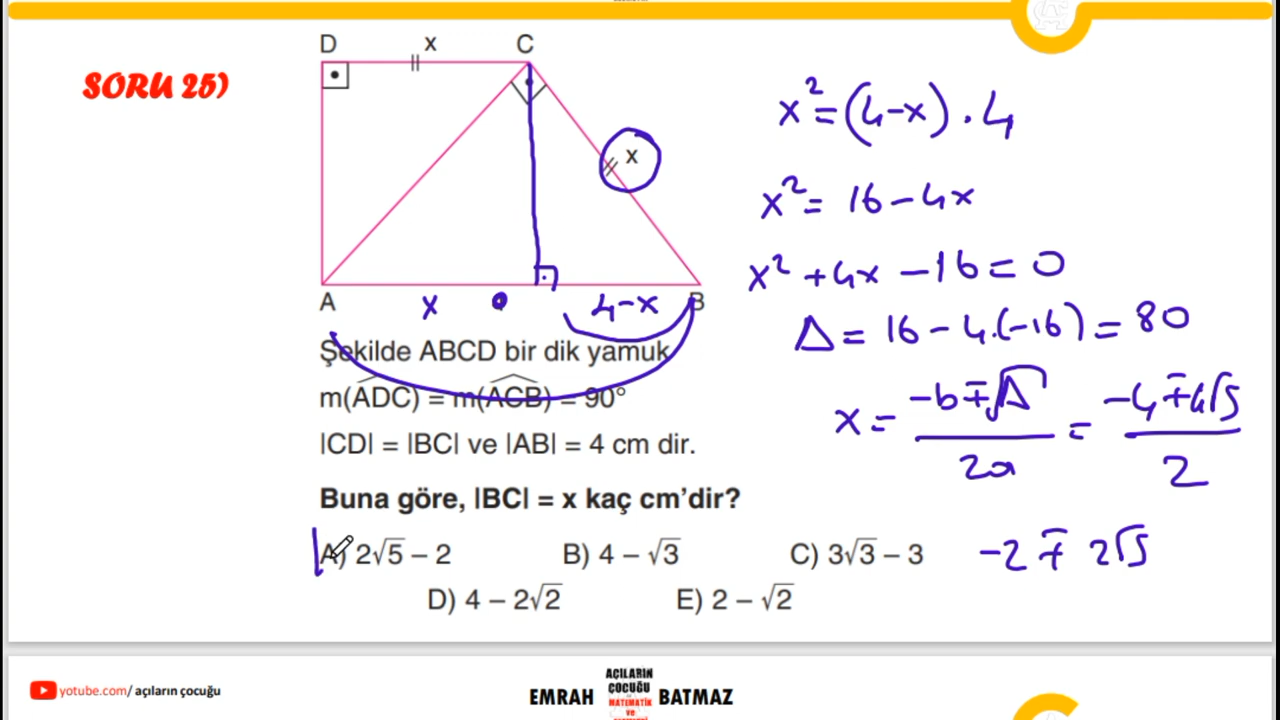 SORU 25)
D x C
x
A x 4-x B
Şekilde ABCD bir dik yamuk,
m(ADC) = m(ACB) = 90°
|CD| = |BC| ve |AB| = 4 cm dir.
Buna göre, |BC| = x kaç cm'dir?
A) 2√5 – 2 B) 4 – √3 C) 3√3 – 3
D) 4 – 2√2 E) 2 – √2
x² = (4-x) . 4
x² = 16 - 4x
x² + 4x - 16 = 0
Δ = 16 - 4.(-16) = 80
x = -b∓√Δ / 2a = -4∓4√5 / 2
-2 ∓ 2√5
yotube.com/ açıların çocuğu
EMRAH AÇILARIN ÇOCUĞU MATEMATİK ve BATMAZ